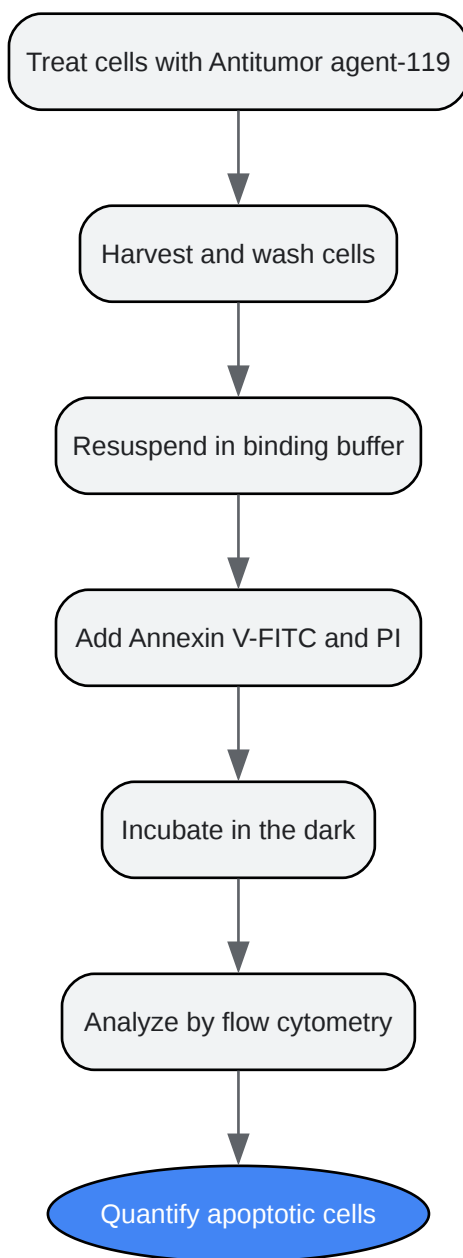 Treat cells with Antitumor agent-119
Harvest and wash cells
Resuspend in binding buffer
Add Annexin V-FITC and PI
Incubate in the dark
Analyze by flow cytometry
Quantify apoptotic cells